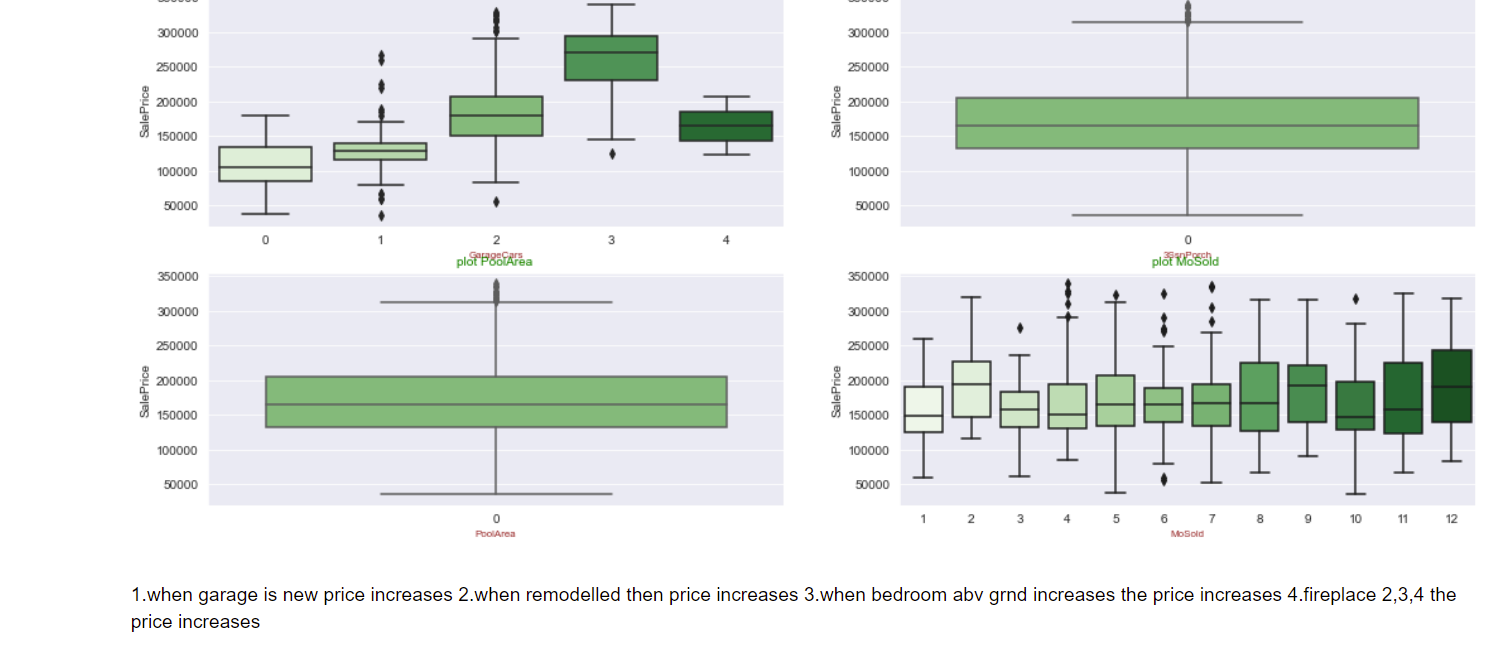 350000
300000
250000
200000
150000
100000
50000
SalePrice
0 1 2 3 4
GarageCars
300000
250000
200000
150000
100000
50000
SalePrice
0
3SsnPorch
plot PoolArea
350000
300000
250000
200000
150000
100000
50000
SalePrice
0
PoolArea
plot MoSold
350000
300000
250000
200000
150000
100000
50000
SalePrice
1 2 3 4 5 6 7 8 9 10 11 12
MoSold
1.when garage is new price increases 2.when remodelled then price increases 3.when bedroom abv grnd increases the price increases 4.fireplace 2,3,4 the
price increases